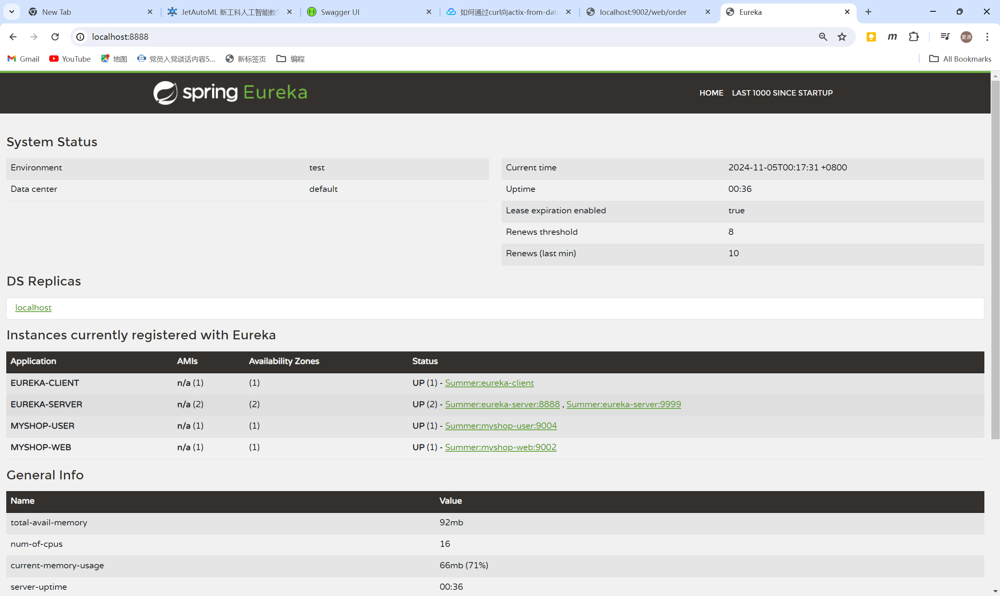 New Tab
JetAutoML 新工科人工智能教学
Swagger UI
如何通过curl向actix-from-data
localhost:9002/web/order
Eureka
localhost:8888
m
夏源
Gmail
YouTube
地图
党员入党谈话内容5...
新标签页
编程
All Bookmarks
spring Eureka
HOME LAST 1000 SINCE STARTUP
System Status
Environment test
Data center default
Current time 2024-11-05T00:17:31 +0800
Uptime 00:36
Lease expiration enabled true
Renews threshold 8
Renews (last min) 10
DS Replicas
localhost
Instances currently registered with Eureka
Application AMIs Availability Zones Status
EUREKA-CLIENT n/a (1) (1) UP (1) - Summer:eureka-client
EUREKA-SERVER n/a (2) (2) UP (2) - Summer:eureka-server:8888 , Summer:eureka-server:9999
MYSHOP-USER n/a (1) (1) UP (1) - Summer:myshop-user:9004
MYSHOP-WEB n/a (1) (1) UP (1) - Summer:myshop-web:9002
General Info
Name Value
total-avail-memory 92mb
num-of-cpus 16
current-memory-usage 66mb (71%)
server-uptime 00:36